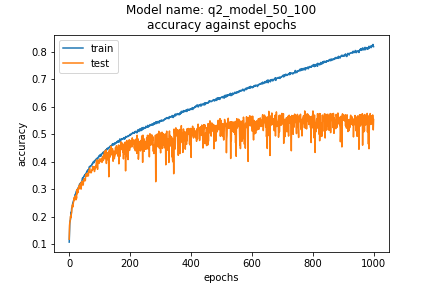 Model name: q2_model_50_100
accuracy against epochs
train
test
accuracy
0.8
0.7
0.6
0.5
0.4
0.3
0.2
0.1
0
200
400
600
800
1000
epochs